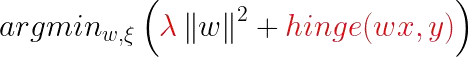 argmin_{w,ξ} (λ ‖w‖² + hinge(wx, y))